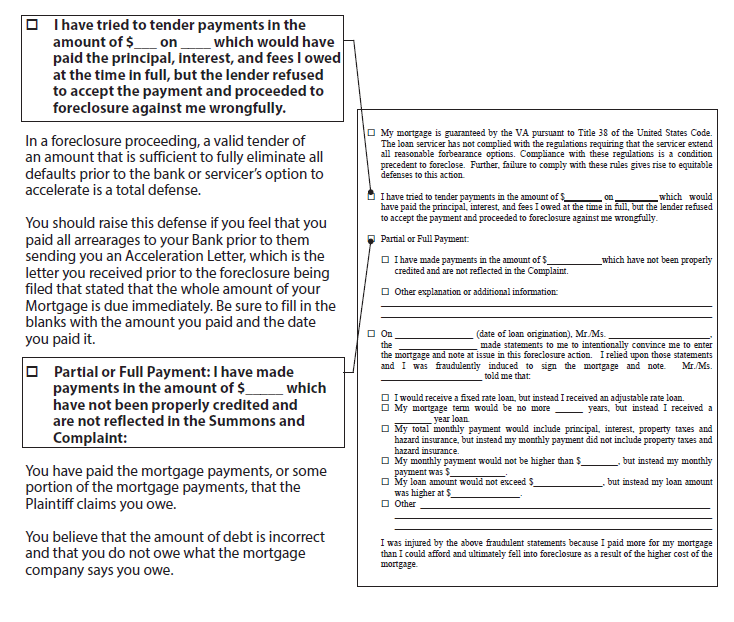 ☐ I have tried to tender payments in the
amount of $___ on ____ which would have
paid the principal, interest, and fees I owed
at the time in full, but the lender refused
to accept the payment and proceeded to
foreclosure against me wrongfully.
In a foreclosure proceeding, a valid tender of
an amount that is sufficient to fully eliminate all
defaults prior to the bank or servicer's option to
accelerate is a total defense.
You should raise this defense if you feel that you
paid all arrearages to your Bank prior to them
sending you an Acceleration Letter, which is the
letter you received prior to the foreclosure being
filed that stated that the whole amount of your
Mortgage is due immediately. Be sure to fill in the
blanks with the amount you paid and the date
you paid it.
☐ Partial or Full Payment: I have made
payments in the amount of $_____ which
have not been properly credited and
are not reflected in the Summons and
Complaint:
You have paid the mortgage payments, or some
portion of the mortgage payments, that the
Plaintiff claims you owe.
You believe that the amount of debt is incorrect
and that you do not owe what the mortgage
company says you owe.
☐ My mortgage is guaranteed by the VA pursuant to Title 38 of the United States Code.
The loan servicer has not complied with the regulations requiring that the servicer extend
all reasonable forbearance options. Compliance with these regulations is a condition
precedent to foreclose. Further, failure to comply with these rules gives rise to equitable
defenses to this action.
☐ I have tried to tender payments in the amount of $________ on _________ which would
have paid the principal, interest, and fees I owed at the time in full, but the lender refused
to accept the payment and proceeded to foreclosure against me wrongfully.
☐ Partial or Full Payment:
☐ I have made payments in the amount of $___________which have not been properly
credited and are not reflected in the Complaint.
☐ Other explanation or additional information:
☐ On ________________ (date of loan origination), Mr./Ms. _____________________,
the ________________ made statements to me to intentionally convince me to enter
the mortgage and note at issue in this foreclosure action. I relied upon those statements
and I was fraudulently induced to sign the mortgage and note. Mr./Ms.
_____________________ told me that:
☐ I would receive a fixed rate loan, but instead I received an adjustable rate loan.
☐ My mortgage term would be no more ______ years, but instead I received a
________ year loan.
☐ My total monthly payment would include principal, interest, property taxes and
hazard insurance, but instead my monthly payment did not include property taxes and
hazard insurance.
☐ My monthly payment would not be higher than $________, but instead my monthly
payment was $____________.
☐ My loan amount would not exceed $______________, but instead my loan amount
was higher at $______________.
☐ Other
I was injured by the above fraudulent statements because I paid more for my mortgage
than I could afford and ultimately fell into foreclosure as a result of the higher cost of the
mortgage.